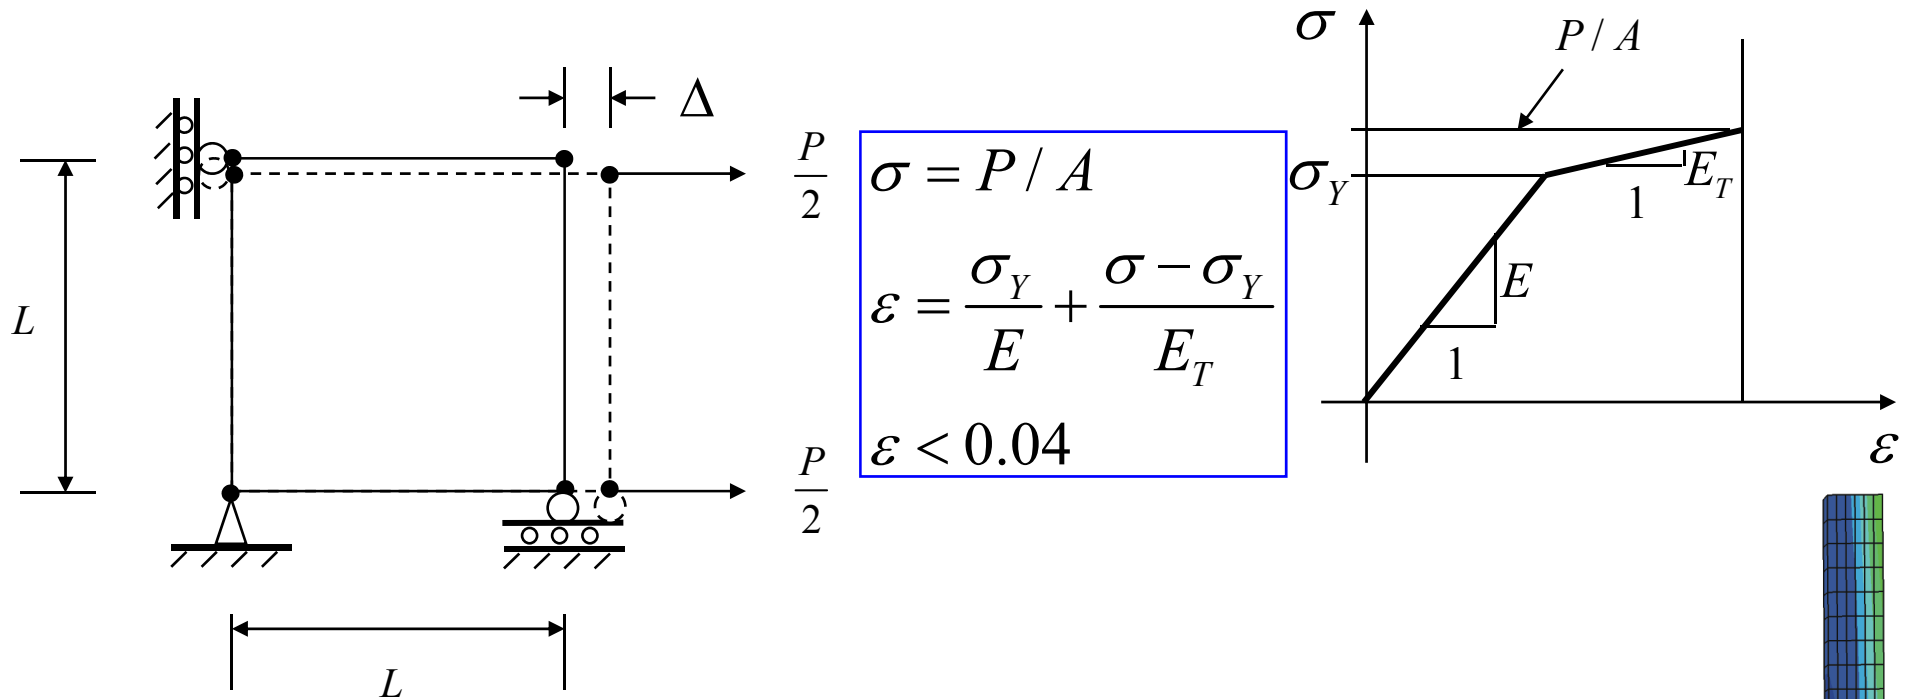 Δ
P/2
L
P/2
L
σ = P / A
ε = σ_Y/E + (σ − σ_Y)/E_T
ε < 0.04
σ
P / A
σ_Y
E_T
1
E
1
ε